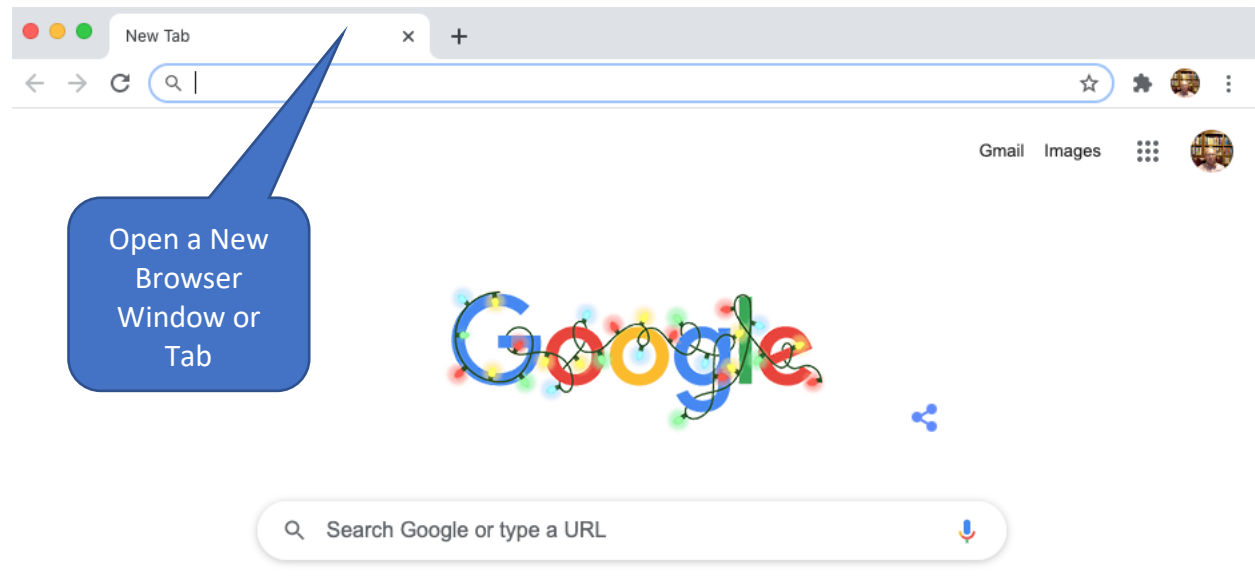 New Tab
Gmail Images
Open a New
Browser
Window or
Tab
Google
Search Google or type a URL